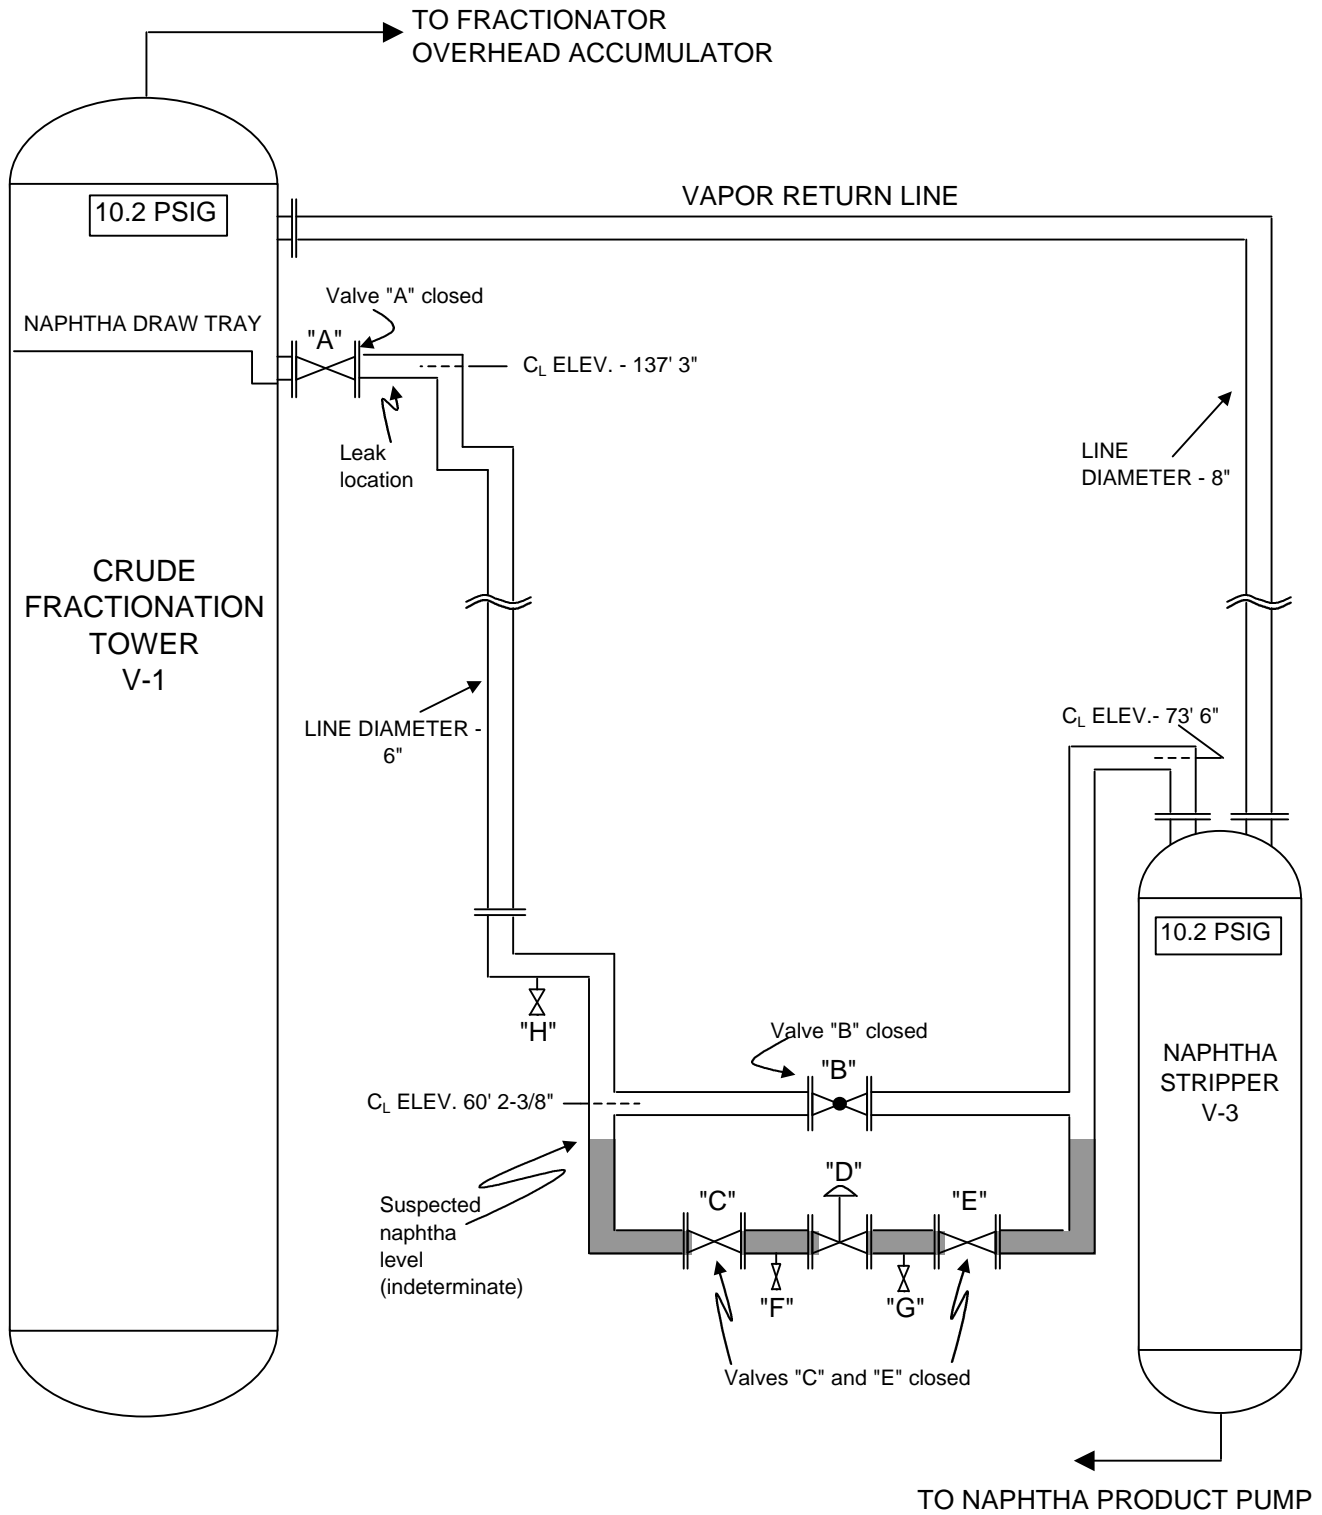 TO FRACTIONATOR
OVERHEAD ACCUMULATOR
10.2 PSIG
VAPOR RETURN LINE
Valve "A" closed
NAPHTHA DRAW TRAY
"A"
C_L ELEV. - 137' 3"
Leak
location
LINE
DIAMETER - 8"
CRUDE
FRACTIONATION
TOWER
V-1
LINE DIAMETER -
6"
C_L ELEV.- 73' 6"
10.2 PSIG
"H"
Valve "B" closed
"B"
NAPHTHA
STRIPPER
V-3
C_L ELEV. 60' 2-3/8"
Suspected
naphtha
level
(indeterminate)
"C"
"D"
"E"
"F"
"G"
Valves "C" and "E" closed
TO NAPHTHA PRODUCT PUMP